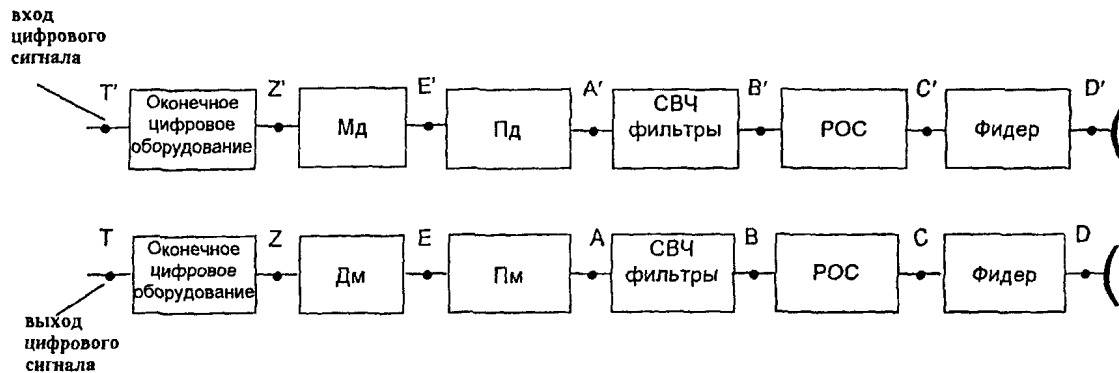 вход
цифрового
сигнала
T' Z' E' A' B' C' D'
Оконечное
цифровое
оборудование
Мд
Пд
СВЧ
фильтры
РОС
Фидер
T Z E A B C D
Оконечное
цифровое
оборудование
Дм
Пм
СВЧ
фильтры
РОС
Фидер
выход
цифрового
сигнала